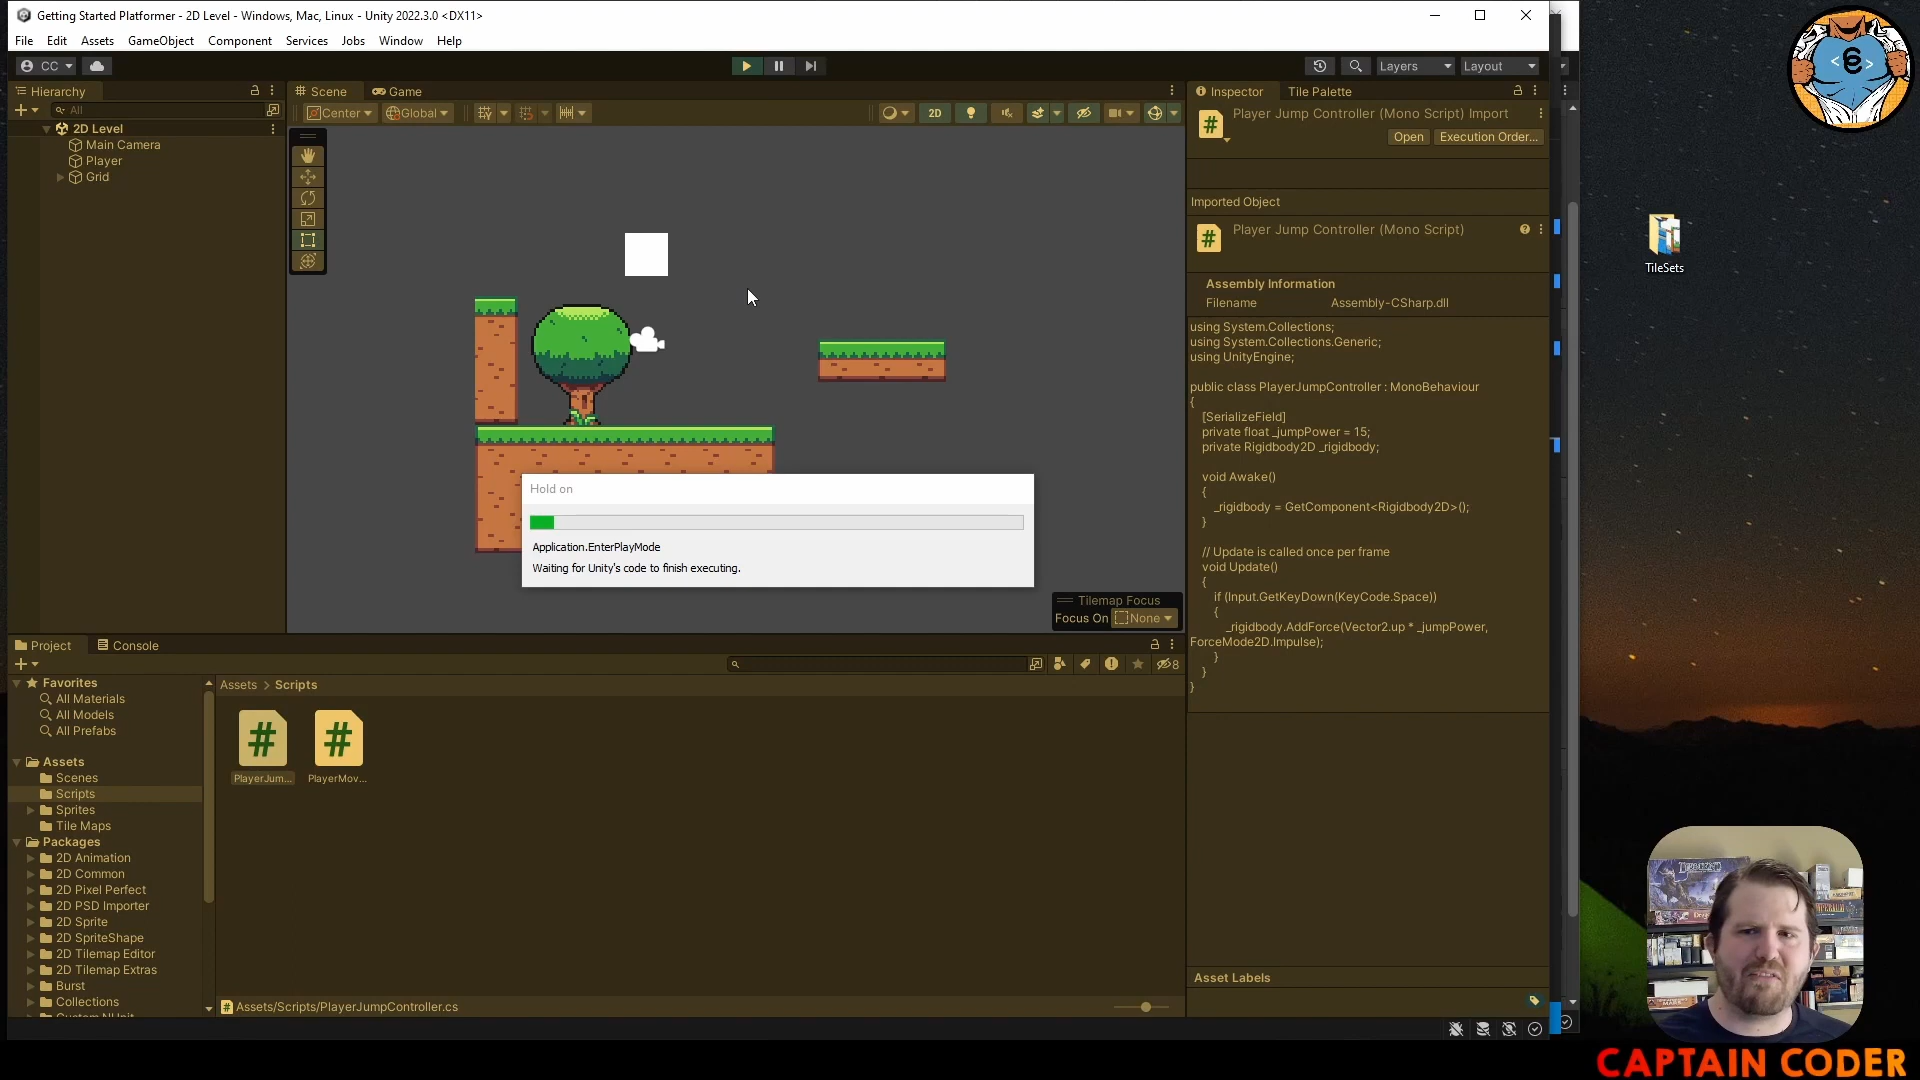 Getting Started Platformer - 2D Level - Windows, Mac, Linux - Unity 2022.3.0 <DX11>
File Edit Assets GameObject Component Services Jobs Window Help
CC Layers Layout
Hierarchy
All
2D Level
Main Camera
Player
Grid
Scene Game
Center Global 2D
Inspector Tile Palette
Player Jump Controller (Mono Script) Import
Open Execution Order...
Imported Object
Player Jump Controller (Mono Script)
Assembly Information
Filename Assembly-CSharp.dll
using System.Collections;
using System.Collections.Generic;
using UnityEngine;
public class PlayerJumpController : MonoBehaviour
{
[SerializeField]
private float _jumpPower = 15;
private Rigidbody2D _rigidbody;
void Awake()
{
_rigidbody = GetComponent<Rigidbody2D>();
}
// Update is called once per frame
void Update()
{
if (Input.GetKeyDown(KeyCode.Space))
{
_rigidbody.AddForce(Vector2.up * _jumpPower,
ForceMode2D.Impulse);
}
}
}
Asset Labels
Hold on
Application.EnterPlayMode
Waiting for Unity's code to finish executing.
Tilemap Focus
Focus On None
Project Console
8
Favorites
All Materials
All Models
All Prefabs
Assets
Scenes
Scripts
Sprites
Tile Maps
Packages
2D Animation
2D Common
2D Pixel Perfect
2D PSD Importer
2D Sprite
2D SpriteShape
2D Tilemap Editor
2D Tilemap Extras
Burst
Collections
Assets > Scripts
PlayerJum... PlayerMov...
Assets/Scripts/PlayerJumpController.cs
TileSets
CAPTAIN CODER